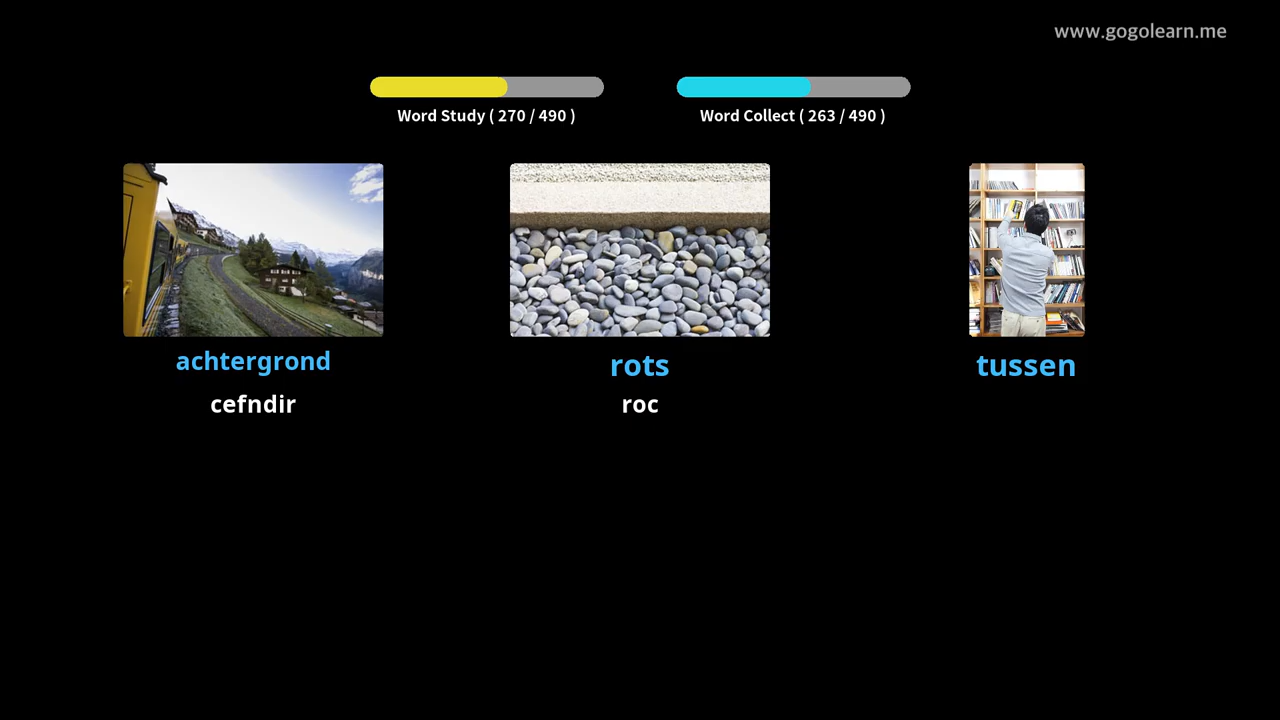 www.gogolearn.me
Word Study ( 270 / 490 )
Word Collect ( 263 / 490 )
achtergrond
rots
tussen
cefndir
roc